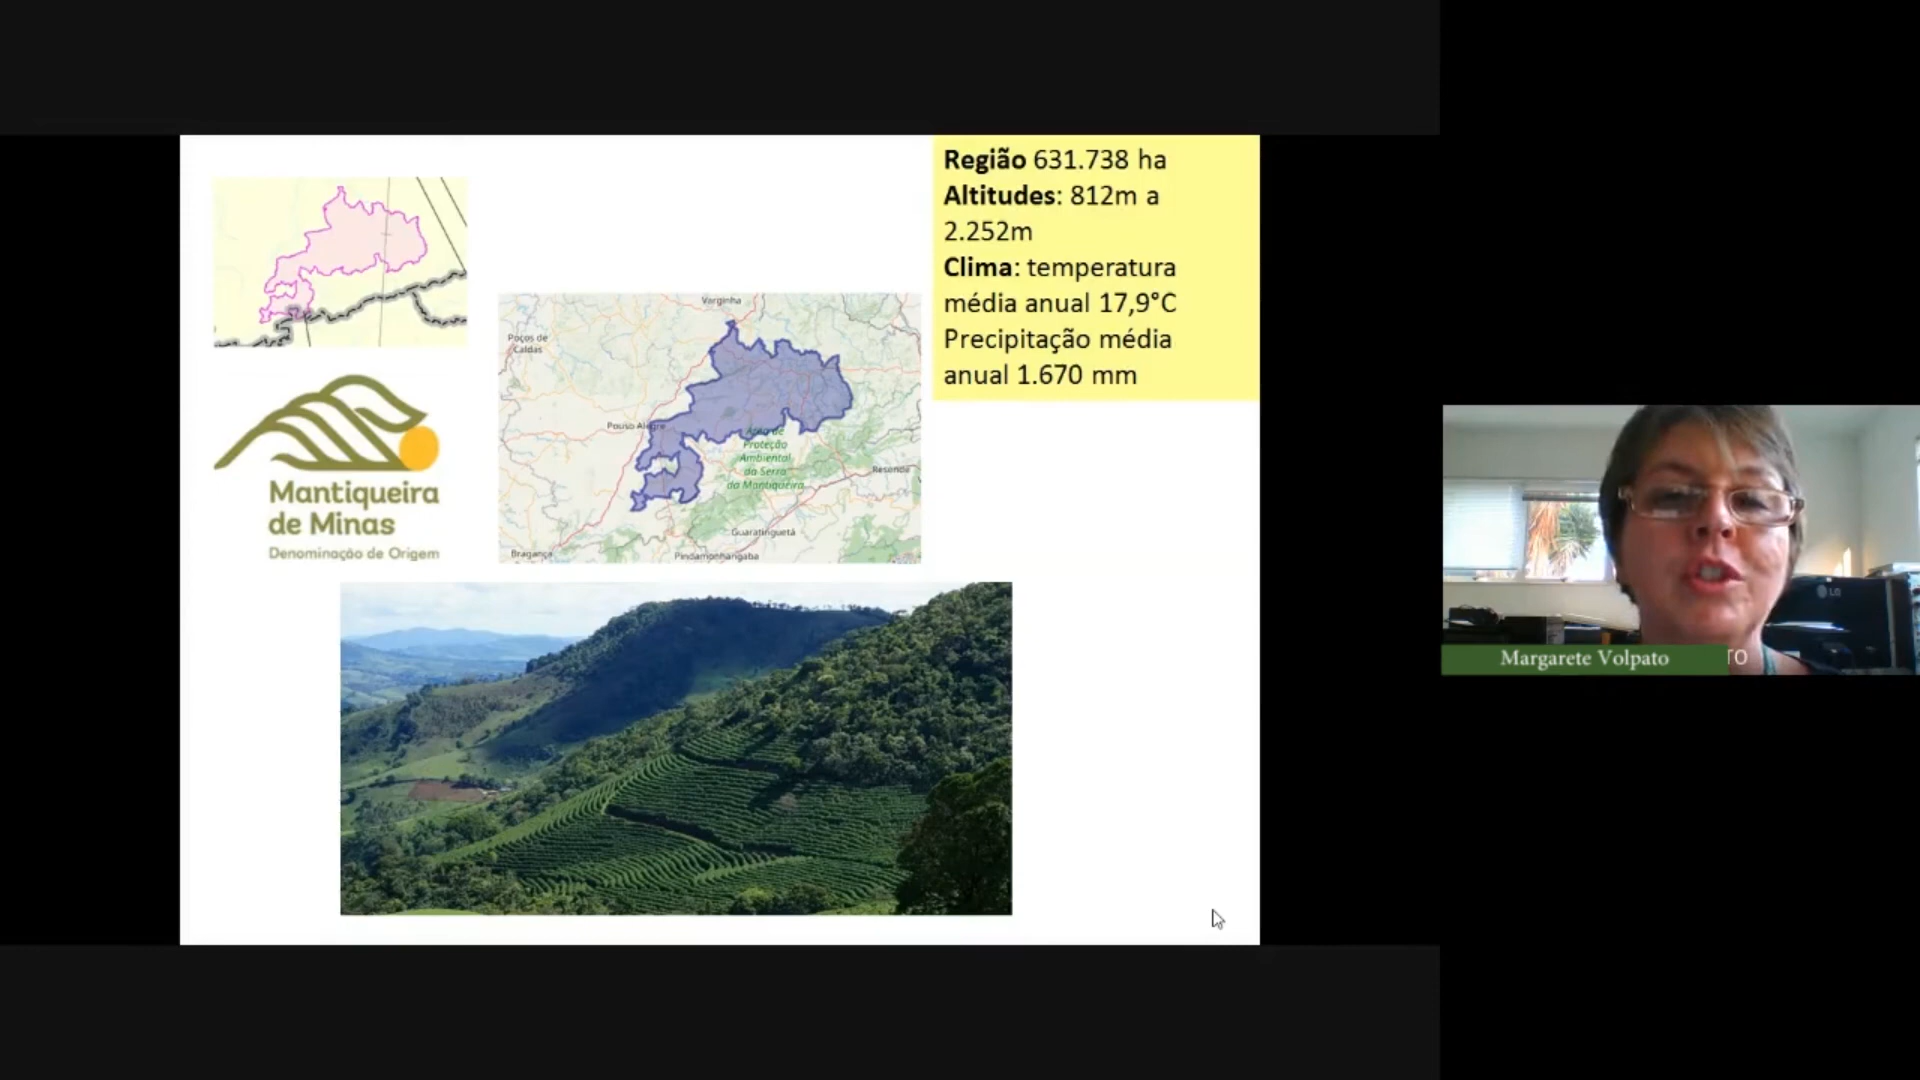 Região 631.738 ha
Altitudes: 812m a
2.252m
Clima: temperatura
média anual 17,9°C
Precipitação média
anual 1.670 mm
Varginha
Poços de
Caldas
Pouso Alegre
Área de
Proteção
Ambiental
da Serra
da Mantiqueira
Resende
Guaratinguetá
Bragança
Pindamonhangaba
Mantiqueira
de Minas
Denominação de Origem
LG
Margarete Volpato
TO